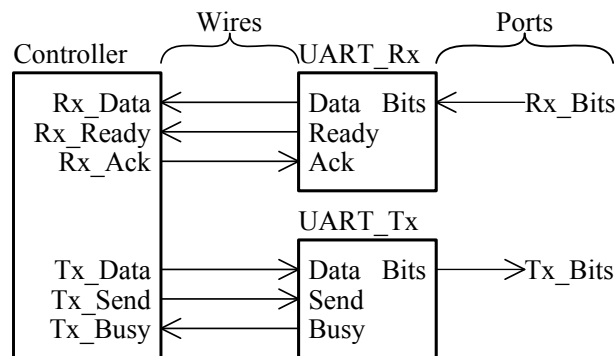 Wires Ports
Controller UART_Rx
Rx_Data Data Bits Rx_Bits
Rx_Ready Ready
Rx_Ack Ack
UART_Tx
Tx_Data Data Bits Tx_Bits
Tx_Send Send
Tx_Busy Busy